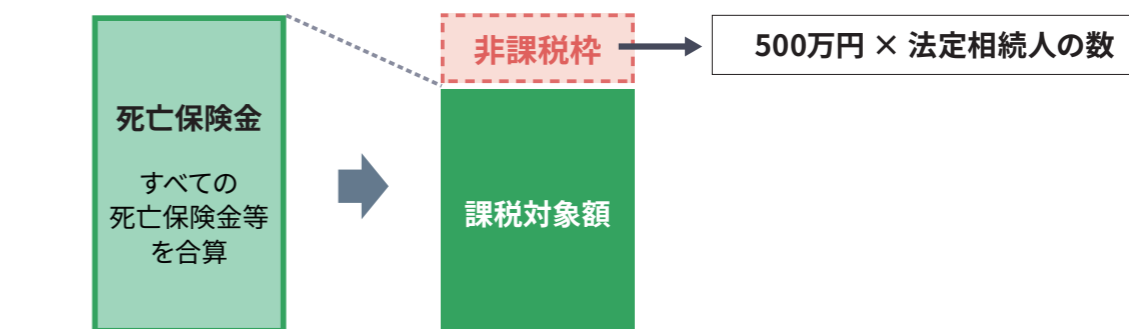 死亡保険金
すべての
死亡保険金等
を合算
非課税枠
500万円 × 法定相続人の数
課税対象額